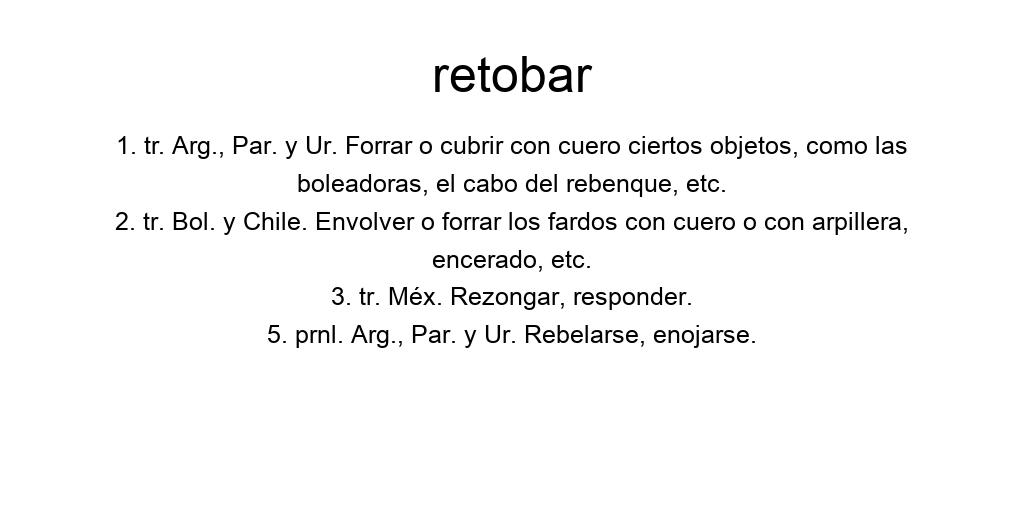 retobar
1. tr. Arg., Par. y Ur. Forrar o cubrir con cuero ciertos objetos, como las
boleadoras, el cabo del rebenque, etc.
2. tr. Bol. y Chile. Envolver o forrar los fardos con cuero o con arpillera,
encerado, etc.
3. tr. Méx. Rezongar, responder.
5. prnl. Arg., Par. y Ur. Rebelarse, enojarse.